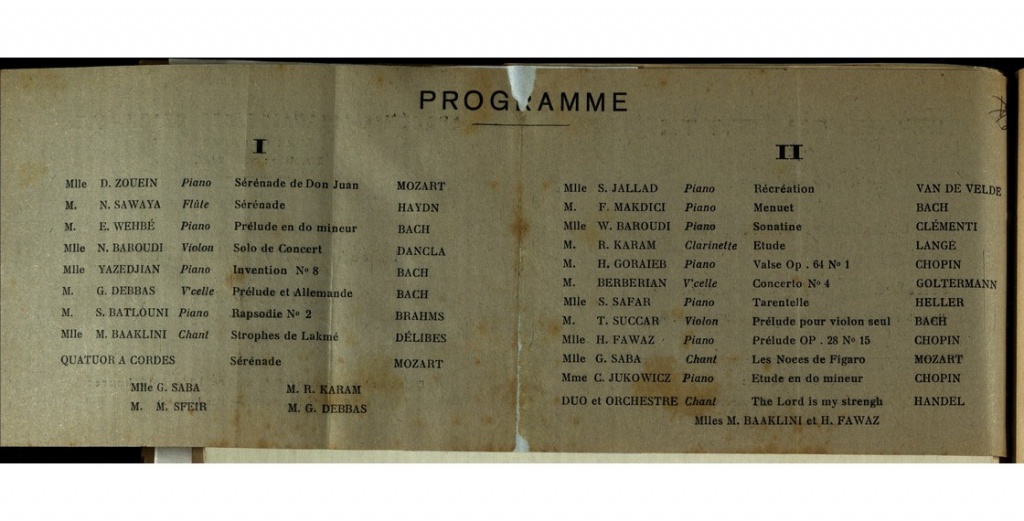 PROGRAMME
I
Mlle D. ZOUEIN Piano Sérénade de Don Juan MOZART
M. N. SAWAYA Flûte Sérénade HAYDN
M. E. WEHBÉ Piano Prélude en do mineur BACH
Mlle N. BAROUDI Violon Solo de Concert DANCLA
Mlle YAZEDJIAN Piano Invention Nº 8 BACH
M. G. DEBBAS V'celle Prélude et Allemande BACH
M. S. BATLOUNI Piano Rapsodie Nº 2 BRAHMS
Mlle M. BAAKLINI Chant Strophes de Lakmé DÉLIBES
QUATUOR A CORDES Sérénade MOZART
Mlle G. SABA M. R. KARAM
M. M. SFEIR M. G. DEBBAS
II
Mlle S. JALLAD Piano Récréation VAN DE VELDE
M. F. MAKDICI Piano Menuet BACH
Mlle W. BAROUDI Piano Sonatine CLÉMENTI
M. R. KARAM Clarinette Etude LANGE
M. H. GORAIEB Piano Valse Op . 64 Nº 1 CHOPIN
M. BERBERIAN V'celle Concerto Nº 4 GOLTERMANN
Mlle S. SAFAR Piano Tarentelle HELLER
M. T. SUCCAR Violon Prélude pour violon seul BACH
Mlle H. FAWAZ Piano Prélude OP . 28 Nº 15 CHOPIN
Mlle G. SABA Chant Les Noces de Figaro MOZART
Mme C. JUKOWICZ Piano Etude en do mineur CHOPIN
DUO et ORCHESTRE Chant The Lord is my strengh HANDEL
Mlles M. BAAKLINI et H. FAWAZ